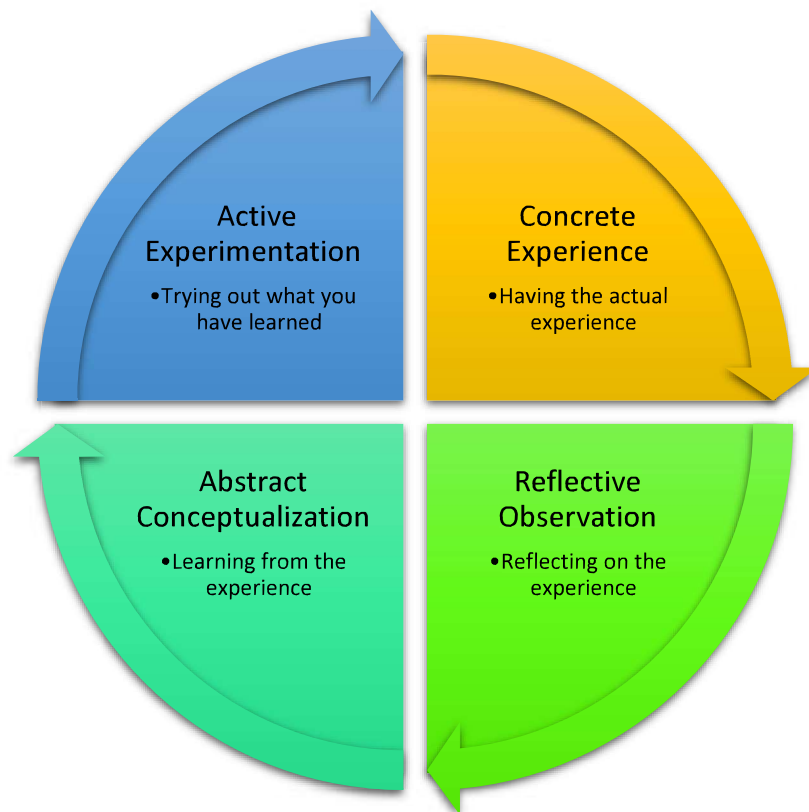 Active
Experimentation
•Trying out what you
have learned
Concrete
Experience
•Having the actual
experience
Abstract
Conceptualization
•Learning from the
experience
Reflective
Observation
•Reflecting on the
experience